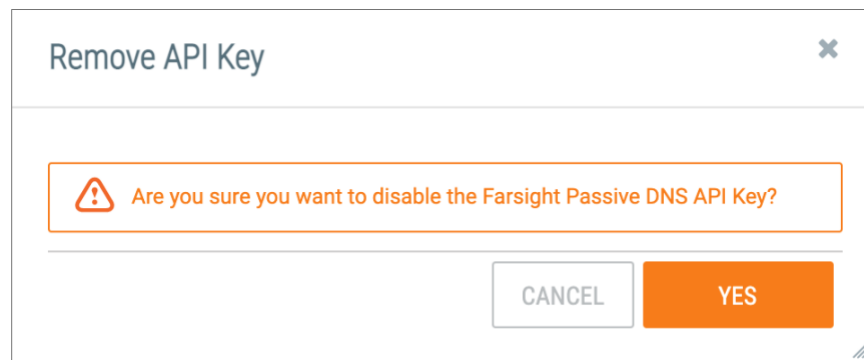 Remove API Key
Are you sure you want to disable the Farsight Passive DNS API Key?
CANCEL YES